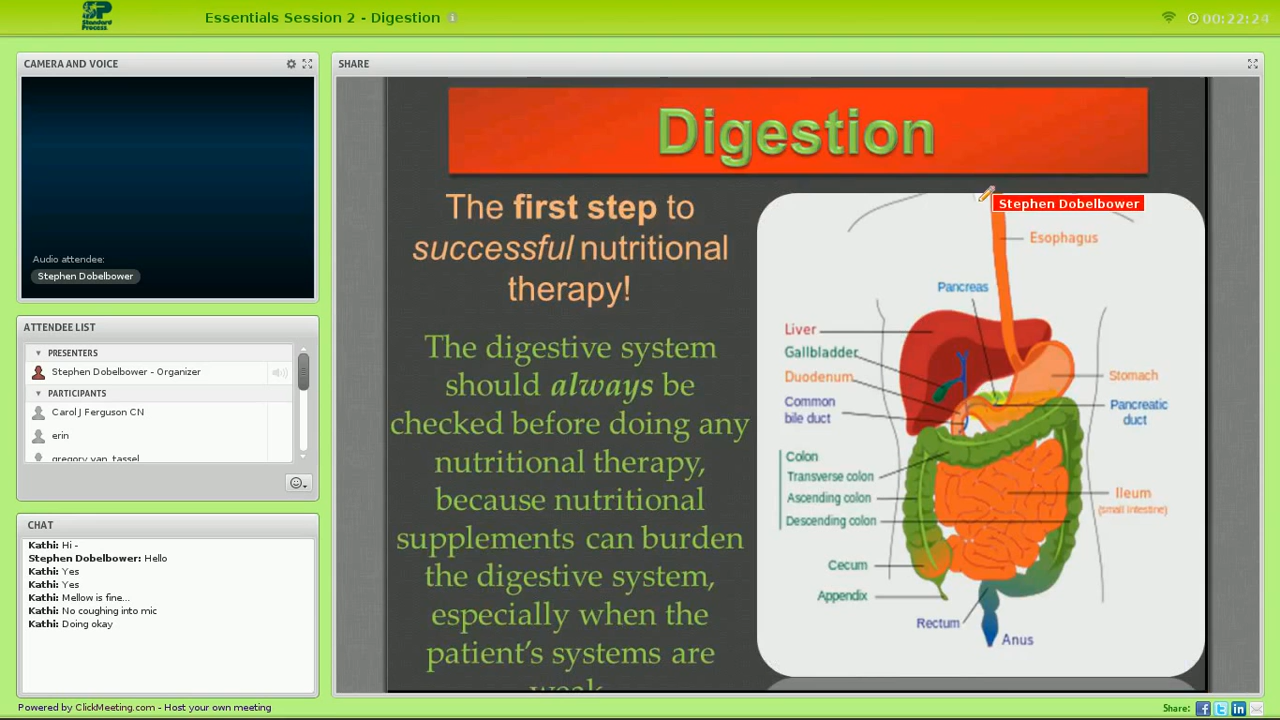 Standard
Process
Essentials Session 2 - Digestion
00:22:24
CAMERA AND VOICE
Audio attendee:
Stephen Dobelbower
ATTENDEE LIST
PRESENTERS
Stephen Dobelbower - Organizer
PARTICIPANTS
Carol J Ferguson CN
erin
gregory van_tassel
CHAT
Kathi: Hi -
Stephen Dobelbower: Hello
Kathi: Yes
Kathi: Yes
Kathi: Mellow is fine...
Kathi: No coughing into mic
Kathi: Doing okay
SHARE
Digestion
The first step to
successful nutritional
therapy!
The digestive system
should always be
checked before doing any
nutritional therapy,
because nutritional
supplements can burden
the digestive system,
especially when the
patient's systems are
weak
Stephen Dobelbower
Esophagus
Pancreas
Liver
Gallbladder
Duodenum
Common
bile duct
Stomach
Pancreatic
duct
Colon
Transverse colon
Ascending colon
Descending colon
Ileum
(small intestine)
Cecum
Appendix
Rectum
Anus
Powered by ClickMeeting.com - Host your own meeting
Share: